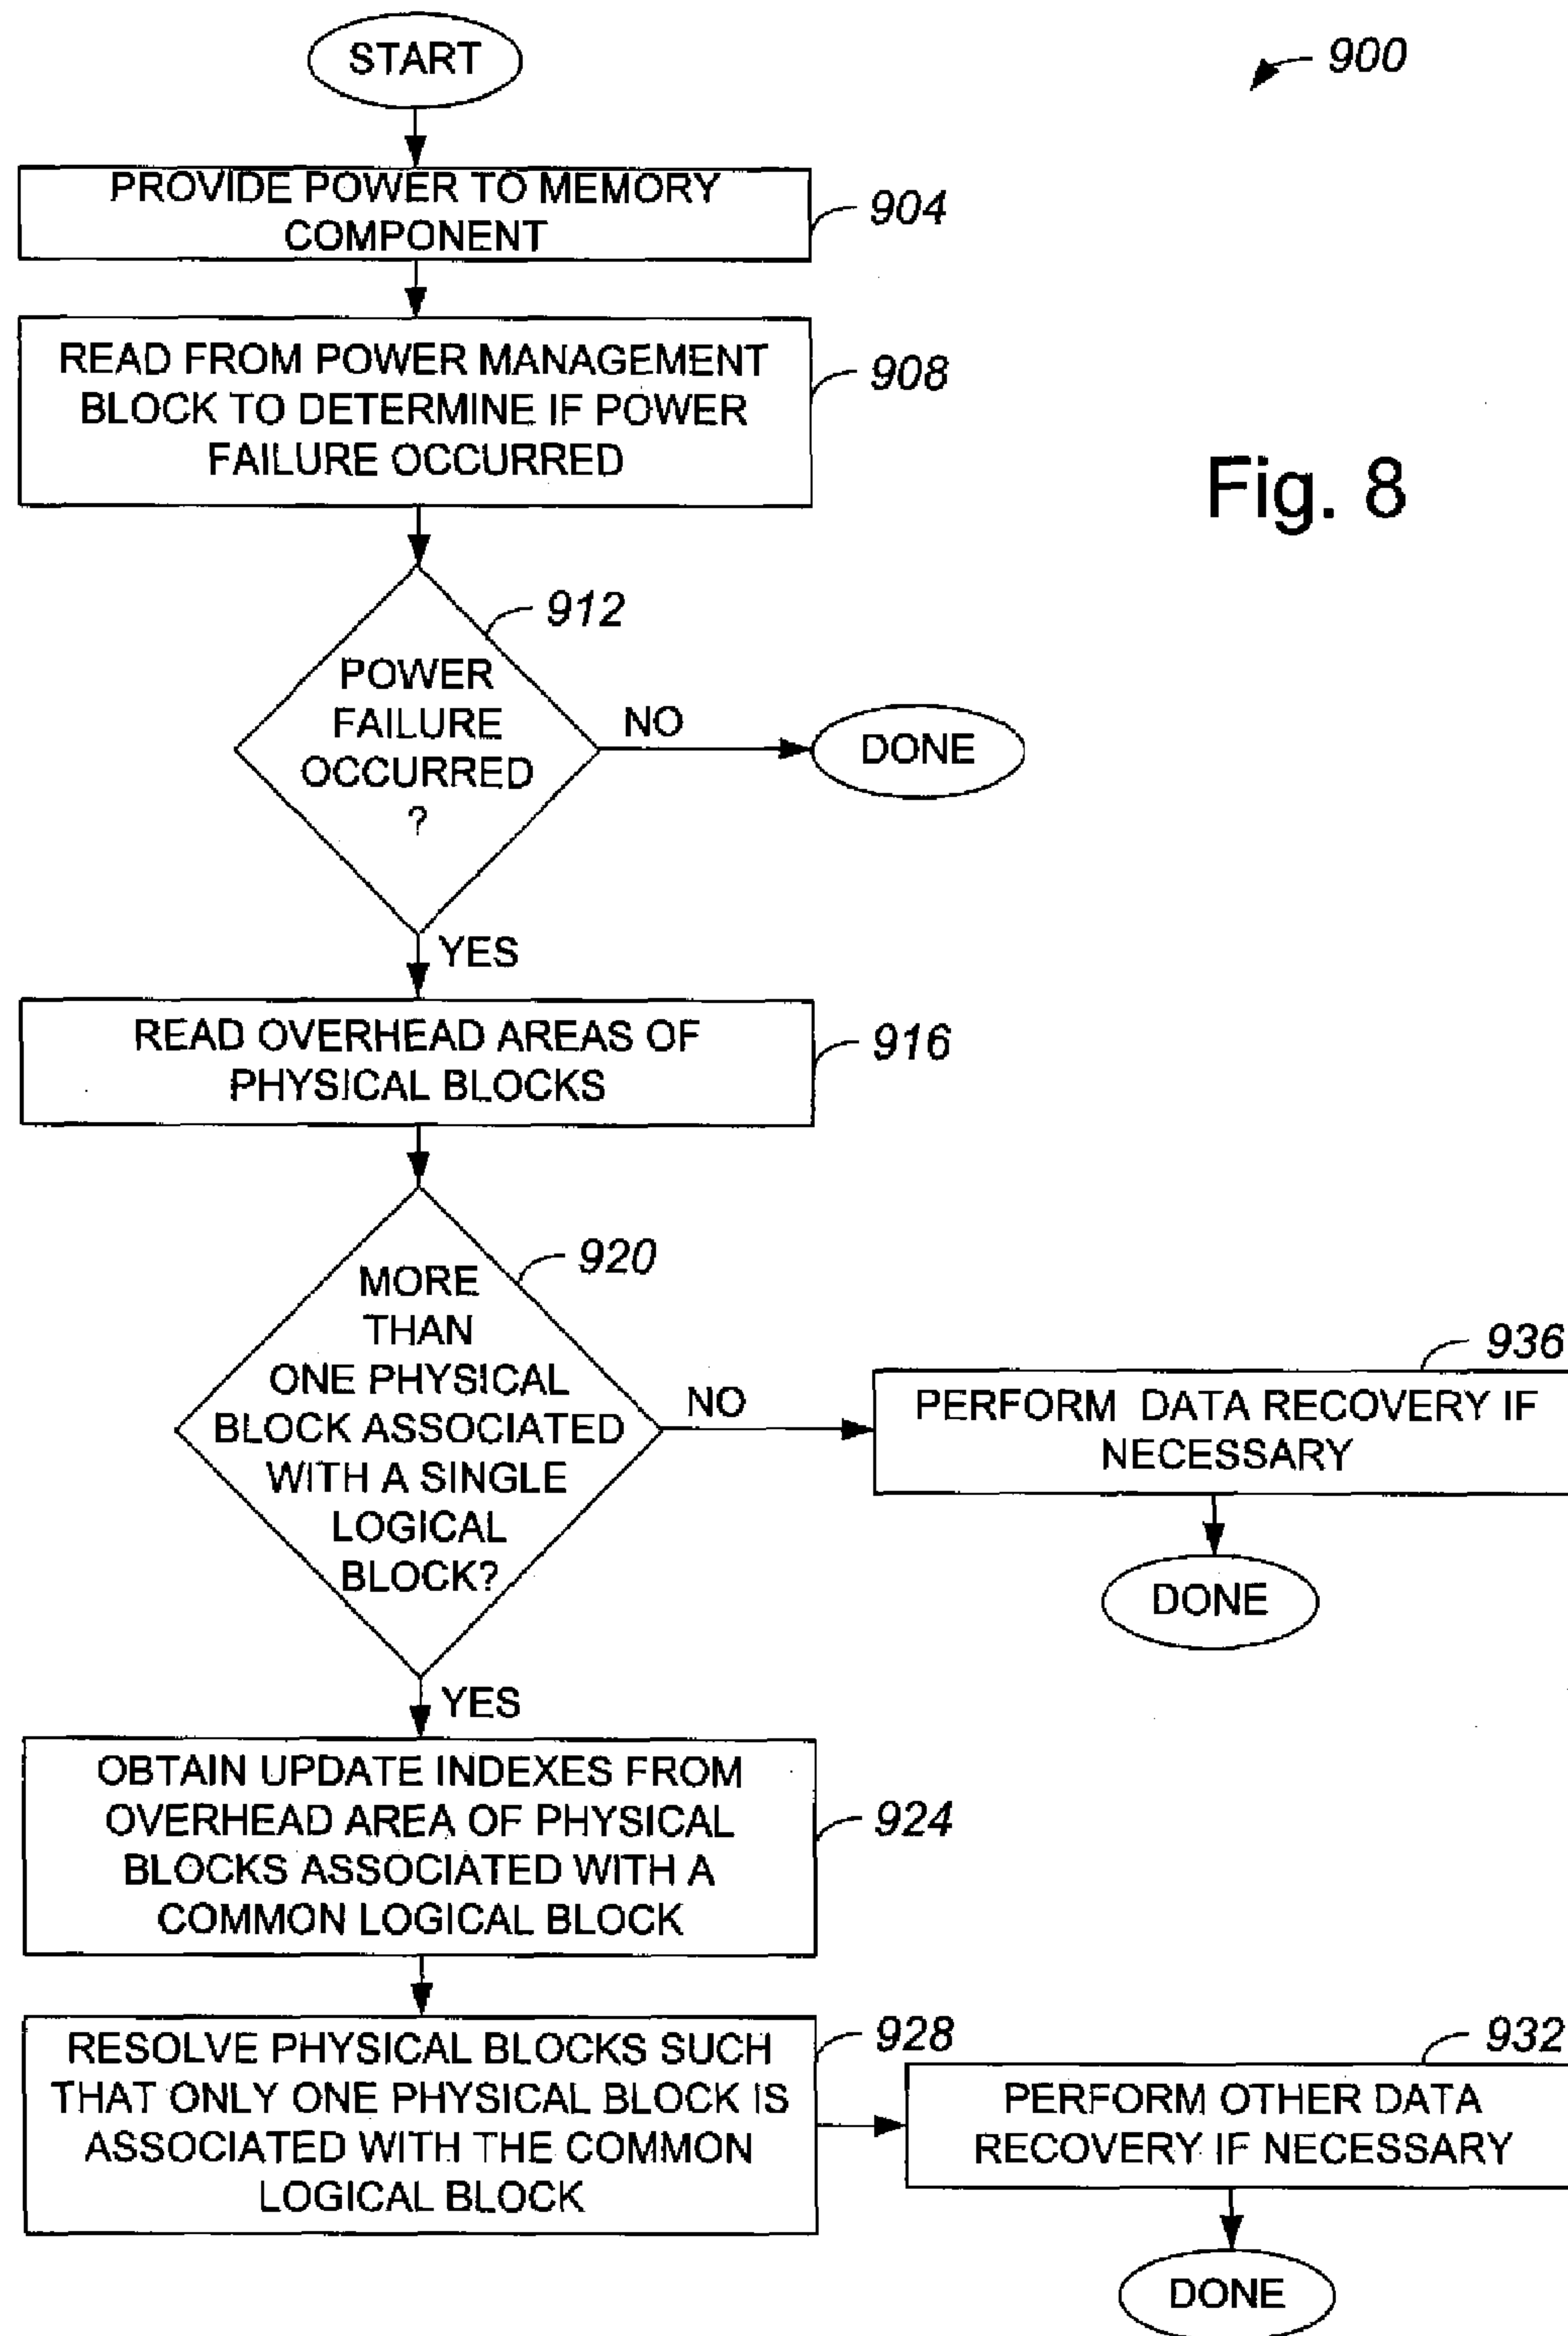 START
900
PROVIDE POWER TO MEMORY
COMPONENT
904
READ FROM POWER MANAGEMENT
BLOCK TO DETERMINE IF POWER
FAILURE OCCURRED
908
Fig. 8
912
POWER
FAILURE
OCCURRED
?
NO
DONE
YES
READ OVERHEAD AREAS OF
PHYSICAL BLOCKS
916
920
MORE
THAN
ONE PHYSICAL
BLOCK ASSOCIATED
WITH A SINGLE
LOGICAL
BLOCK?
NO
936
PERFORM DATA RECOVERY IF
NECESSARY
DONE
YES
OBTAIN UPDATE INDEXES FROM
OVERHEAD AREA OF PHYSICAL
BLOCKS ASSOCIATED WITH A
COMMON LOGICAL BLOCK
924
RESOLVE PHYSICAL BLOCKS SUCH
THAT ONLY ONE PHYSICAL BLOCK IS
ASSOCIATED WITH THE COMMON
LOGICAL BLOCK
928
932
PERFORM OTHER DATA
RECOVERY IF NECESSARY
DONE